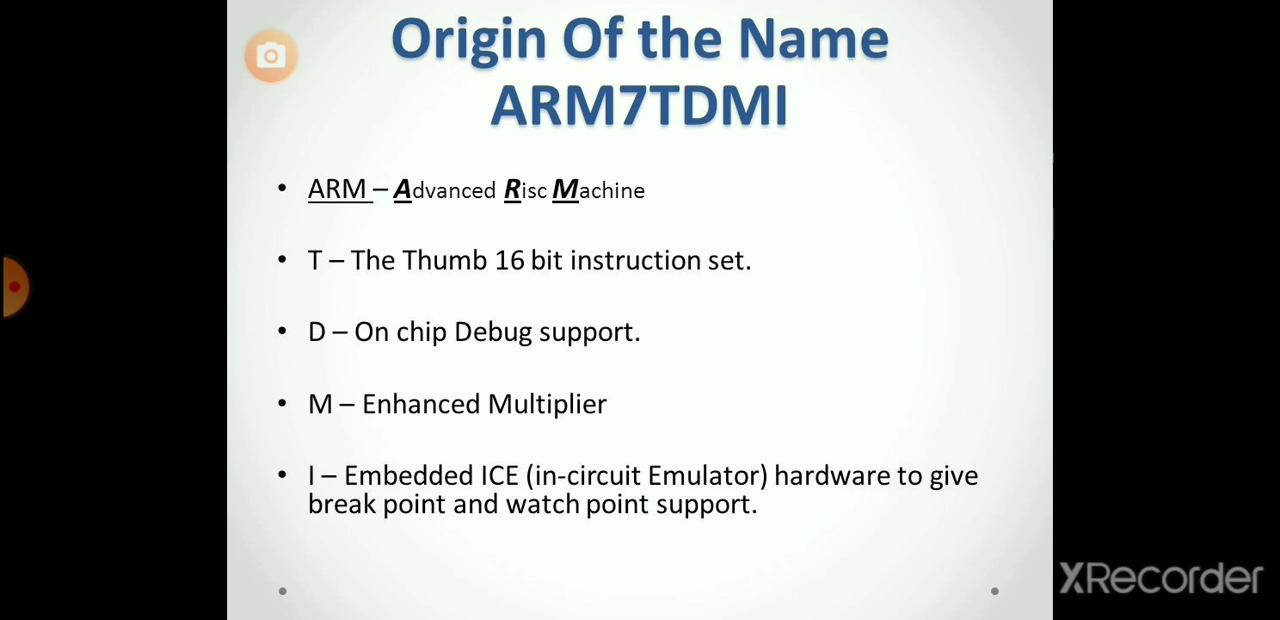 Origin Of the Name
ARM7TDMI
• ARM – Advanced Risc Machine
• T – The Thumb 16 bit instruction set.
• D – On chip Debug support.
• M – Enhanced Multiplier
• I – Embedded ICE (in-circuit Emulator) hardware to give
break point and watch point support.
XRecorder